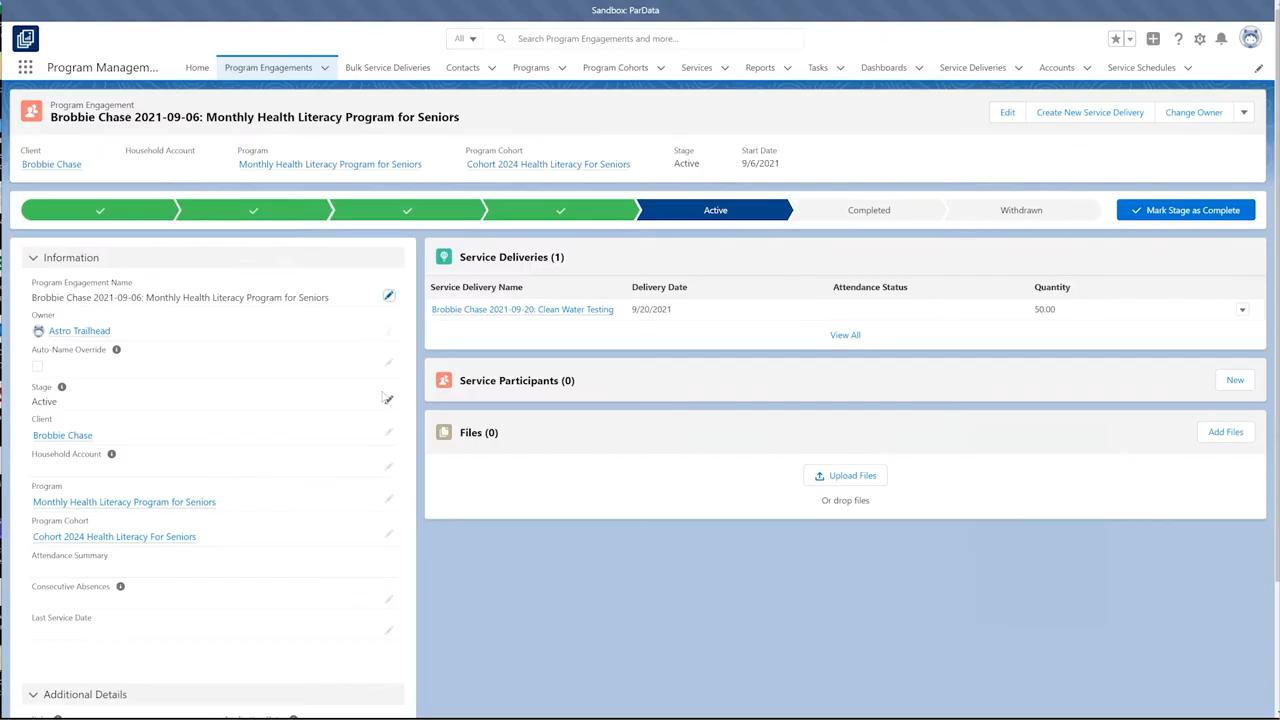 Sandbox: ParData
All
Search Program Engagements and more...
Program Managem...
Home
Program Engagements
Bulk Service Deliveries
Contacts
Programs
Program Cohorts
Services
Reports
Tasks
Dashboards
Service Deliveries
Accounts
Service Schedules
Program Engagement
Brobbie Chase 2021-09-06: Monthly Health Literacy Program for Seniors
Edit
Create New Service Delivery
Change Owner
Client
Household Account
Program
Program Cohort
Stage
Start Date
Brobbie Chase
Monthly Health Literacy Program for Seniors
Cohort 2024 Health Literacy For Seniors
Active
9/6/2021
Active
Completed
Withdrawn
Mark Stage as Complete
Information
Program Engagement Name
Brobbie Chase 2021-09-06: Monthly Health Literacy Program for Seniors
Owner
Astro Trailhead
Auto-Name Override
Stage
Active
Client
Brobbie Chase
Household Account
Program
Monthly Health Literacy Program for Seniors
Program Cohort
Cohort 2024 Health Literacy For Seniors
Attendance Summary
Consecutive Absences
Last Service Date
Additional Details
Service Deliveries (1)
Service Delivery Name
Delivery Date
Attendance Status
Quantity
Brobbie Chase 2021-09-20: Clean Water Testing
9/20/2021
50.00
View All
Service Participants (0)
New
Files (0)
Add Files
Upload Files
Or drop files